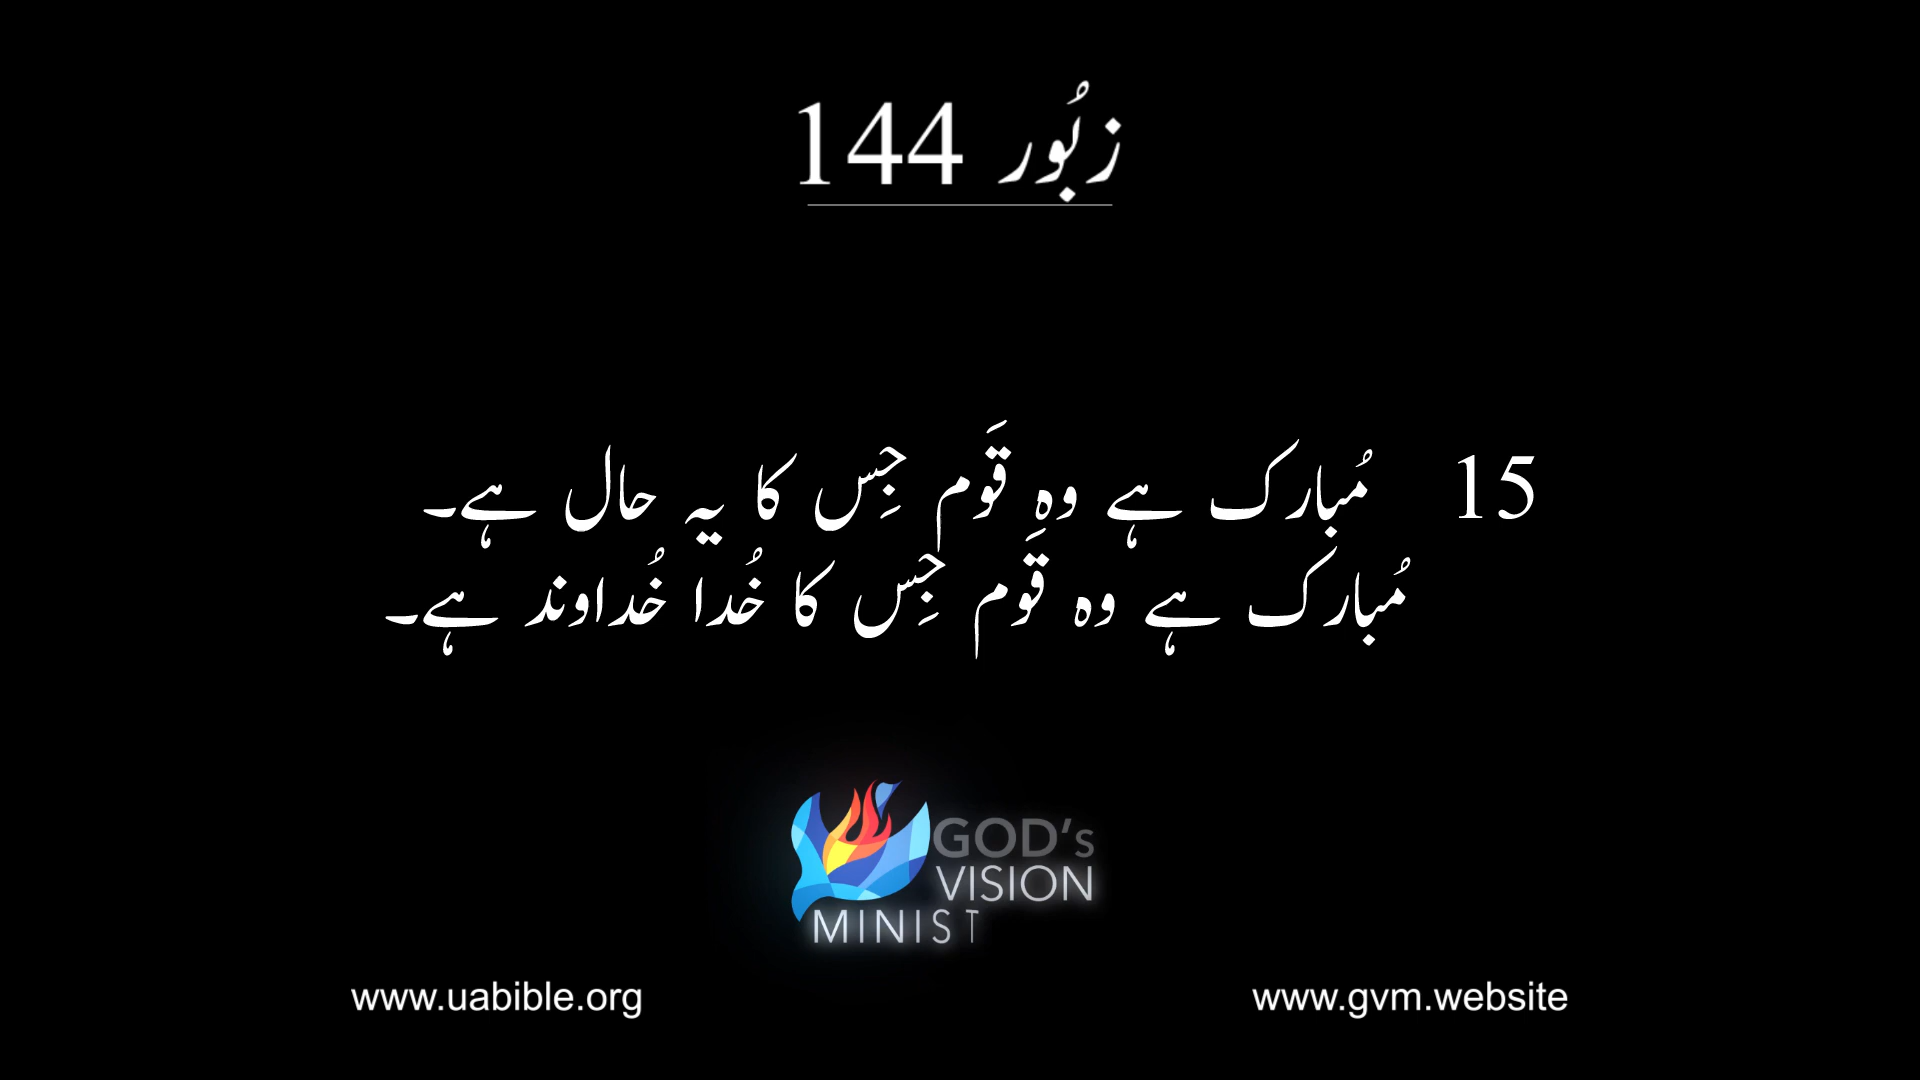 زبُور 144
15 مُبارک ہے وہ قَوم جِس کا یہ حال ہے۔
مُبارک ہے وہ قَوم جِس کا خُدا خُداوند ہے۔
GOD's
VISION
MINIST
www.uabible.org
www.gvm.website